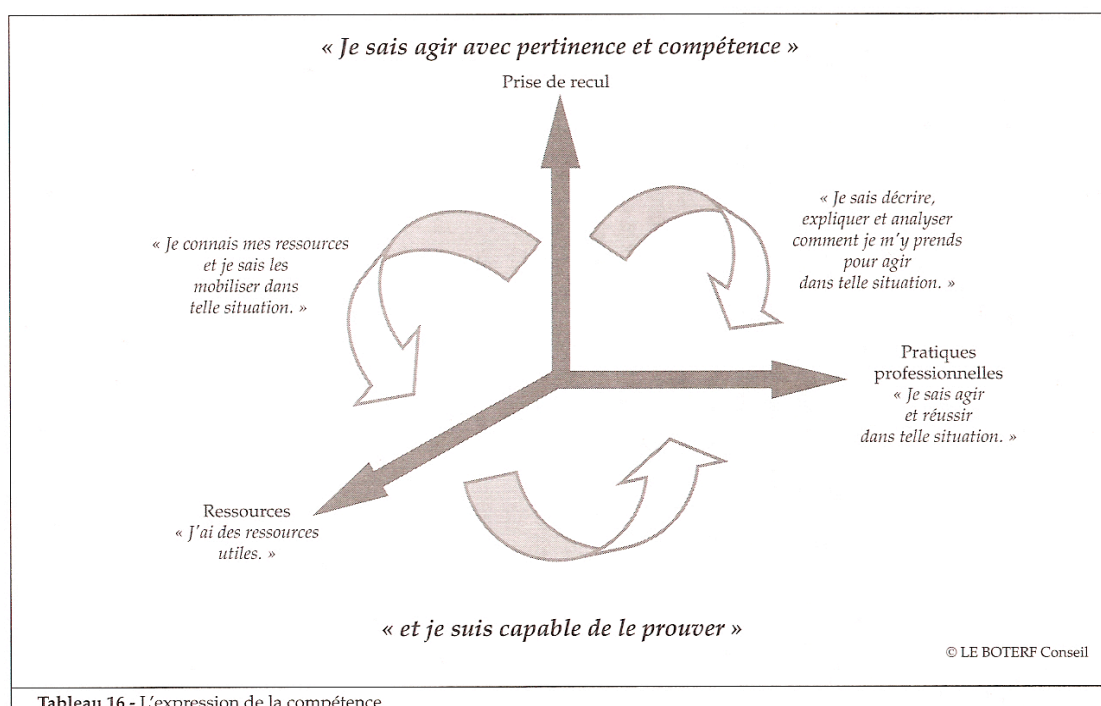 « Je sais agir avec pertinence et compétence »
Prise de recul
« Je sais décrire,
expliquer et analyser
comment je m’y prends
pour agir
dans telle situation. »
« Je connais mes ressources
et je sais les
mobiliser dans
telle situation. »
Pratiques
professionnelles
« Je sais agir
et réussir
dans telle situation. »
Ressources
« J’ai des ressources
utiles. »
« et je suis capable de le prouver »
© LE BOTERF Conseil
Tableau 16 - L’expression de la compétence